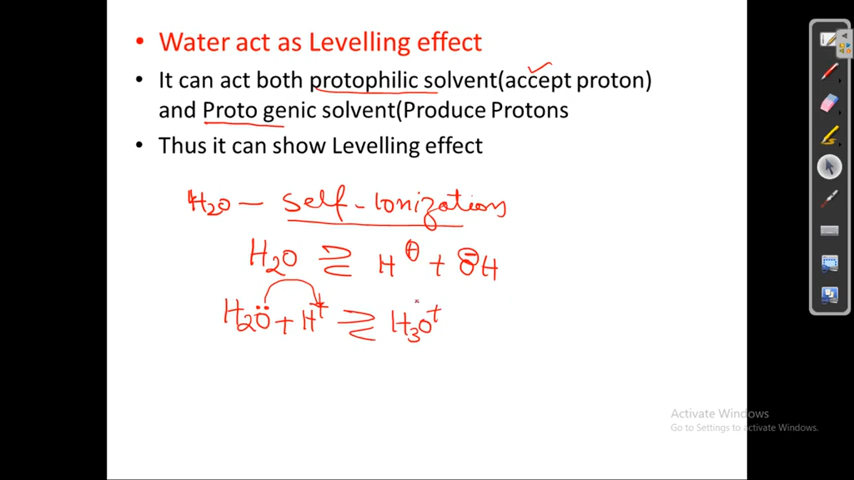 • Water act as Levelling effect
• It can act both protophilic solvent(accept proton)
and Proto genic solvent(Produce Protons
• Thus it can show Levelling effect
H₂O — Self-Ionization
H₂O ⇌ H⊕ + ⊖OH
H₂Ö + H⁺ ⇌ H₃O⁺
Activate Windows
Go to Settings to activate Windows.